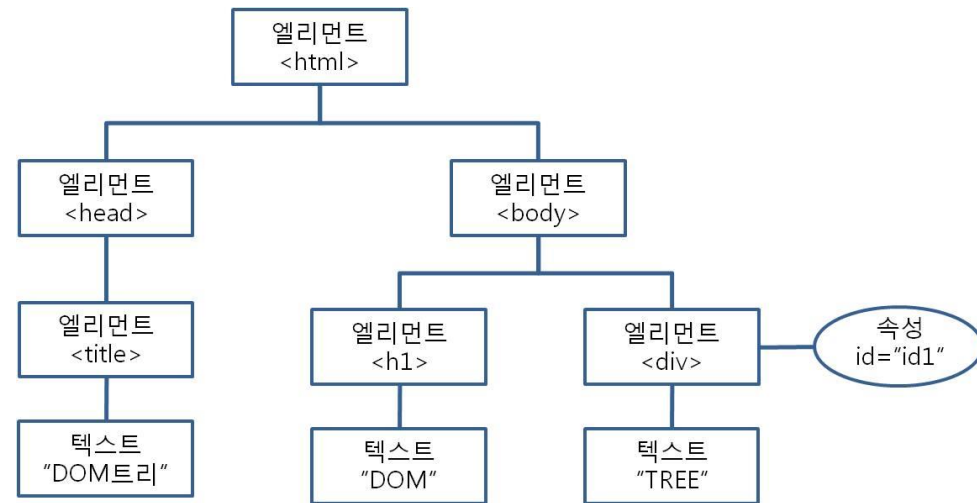 엘리먼트
<html>
엘리먼트
<head>
엘리먼트
<body>
엘리먼트
<title>
엘리먼트
<h1>
엘리먼트
<div>
속성
id="id1"
텍스트
"DOM트리"
텍스트
"DOM"
텍스트
"TREE"